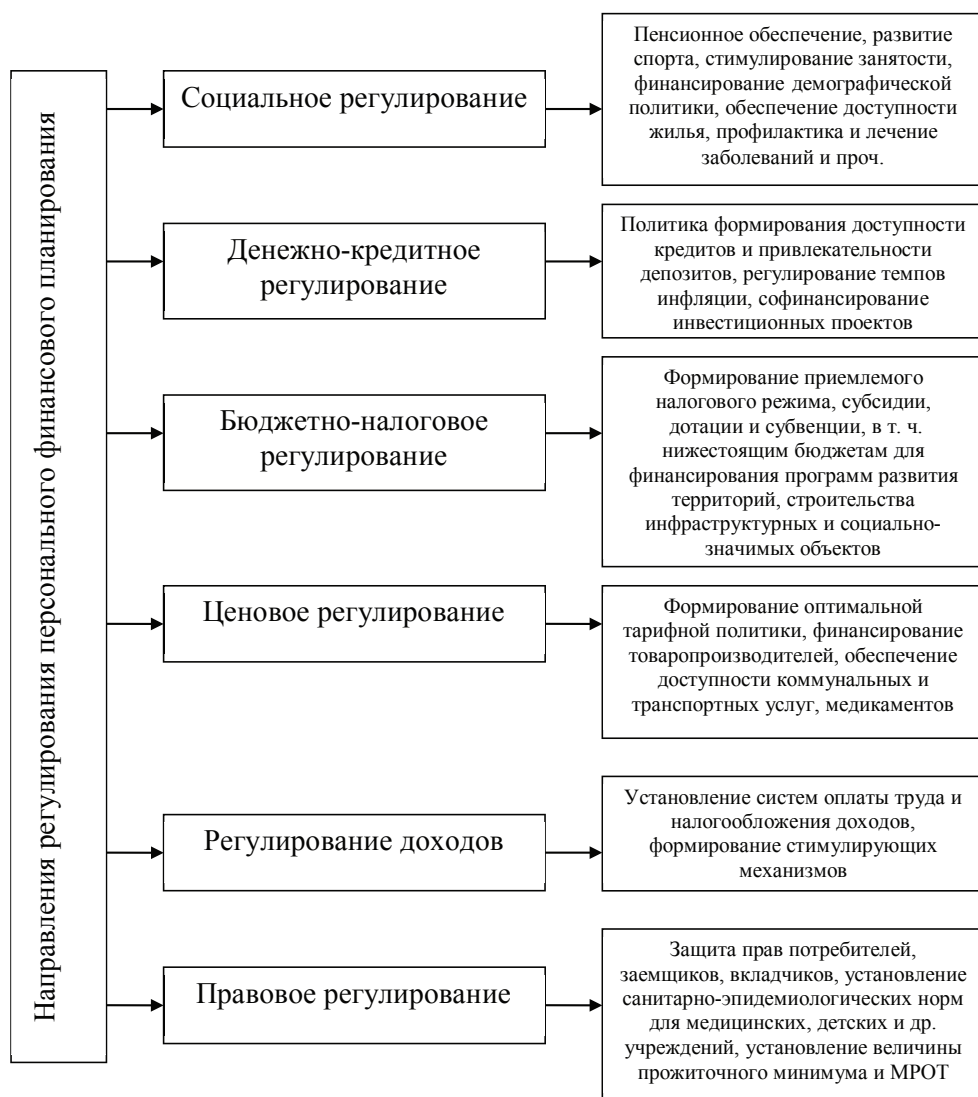 Направления регулирования персонального финансового планирования
Социальное регулирование
Пенсионное обеспечение, развитие
спорта, стимулирование занятости,
финансирование демографической
политики, обеспечение доступности
жилья, профилактика и лечение
заболеваний и проч.
Денежно-кредитное
регулирование
Политика формирования доступности
кредитов и привлекательности
депозитов, регулирование темпов
инфляции, софинансирование
инвестиционных проектов
Бюджетно-налоговое
регулирование
Формирование приемлемого
налогового режима, субсидии,
дотации и субвенции, в т. ч.
нижестоящим бюджетам для
финансирования программ развития
территорий, строительства
инфраструктурных и социально-
значимых объектов
Ценовое регулирование
Формирование оптимальной
тарифной политики, финансирование
товаропроизводителей, обеспечение
доступности коммунальных и
транспортных услуг, медикаментов
Регулирование доходов
Установление систем оплаты труда и
налогообложения доходов,
формирование стимулирующих
механизмов
Правовое регулирование
Защита прав потребителей,
заемщиков, вкладчиков, установление
санитарно-эпидемиологических норм
для медицинских, детских и др.
учреждений, установление величины
прожиточного минимума и МРОТ